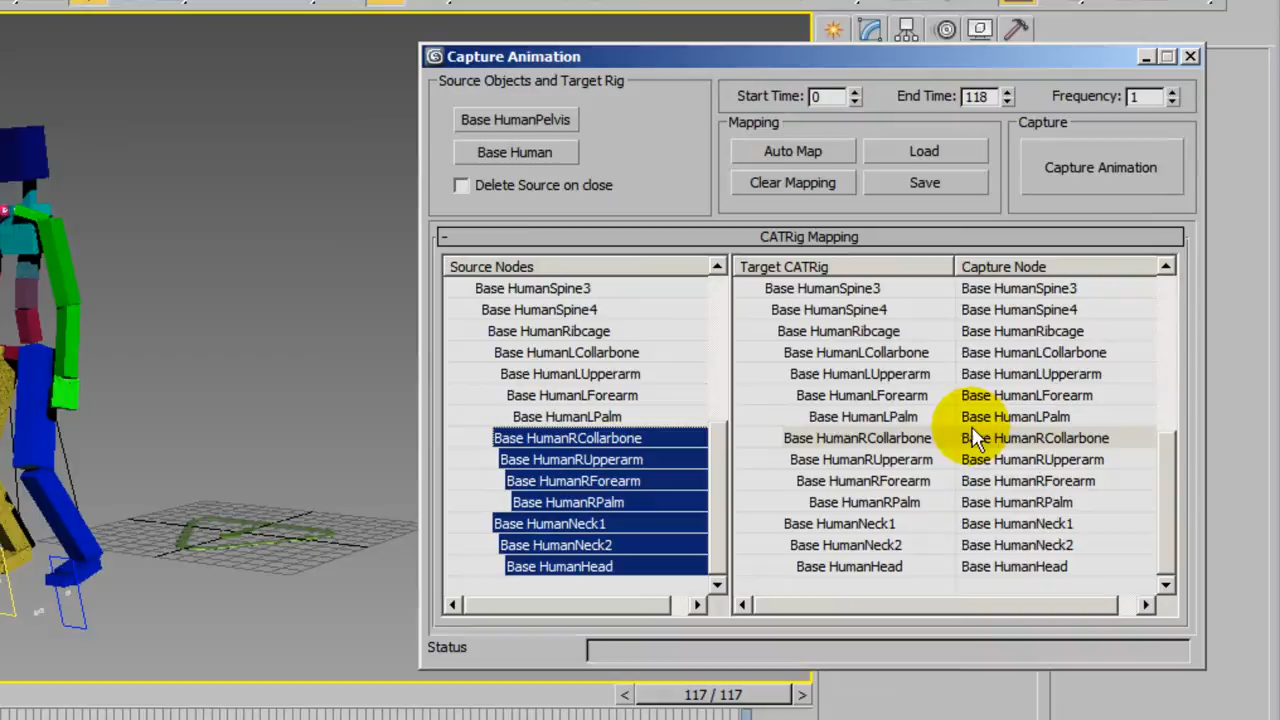 Capture Animation
Source Objects and Target Rig
Base HumanPelvis
Base Human
Delete Source on close
Start Time: 0
End Time: 118
Frequency: 1
Mapping
Auto Map
Load
Clear Mapping
Save
Capture
Capture Animation
- CATRig Mapping
Source Nodes
Base HumanSpine3
Base HumanSpine4
Base HumanRibcage
Base HumanLCollarbone
Base HumanLUpperarm
Base HumanLForearm
Base HumanLPalm
Base HumanRCollarbone
Base HumanRUpperarm
Base HumanRForearm
Base HumanRPalm
Base HumanNeck1
Base HumanNeck2
Base HumanHead
Target CATRig Capture Node
Base HumanSpine3 Base HumanSpine3
Base HumanSpine4 Base HumanSpine4
Base HumanRibcage Base HumanRibcage
Base HumanLCollarbone Base HumanLCollarbone
Base HumanLUpperarm Base HumanLUpperarm
Base HumanLForearm Base HumanLForearm
Base HumanLPalm Base HumanLPalm
Base HumanRCollarbone HumanRCollarbone
Base HumanRUpperarm Base HumanRUpperarm
Base HumanRForearm Base HumanRForearm
Base HumanRPalm Base HumanRPalm
Base HumanNeck1 Base HumanNeck1
Base HumanNeck2 Base HumanNeck2
Base HumanHead Base HumanHead
Status
< 117 / 117 >